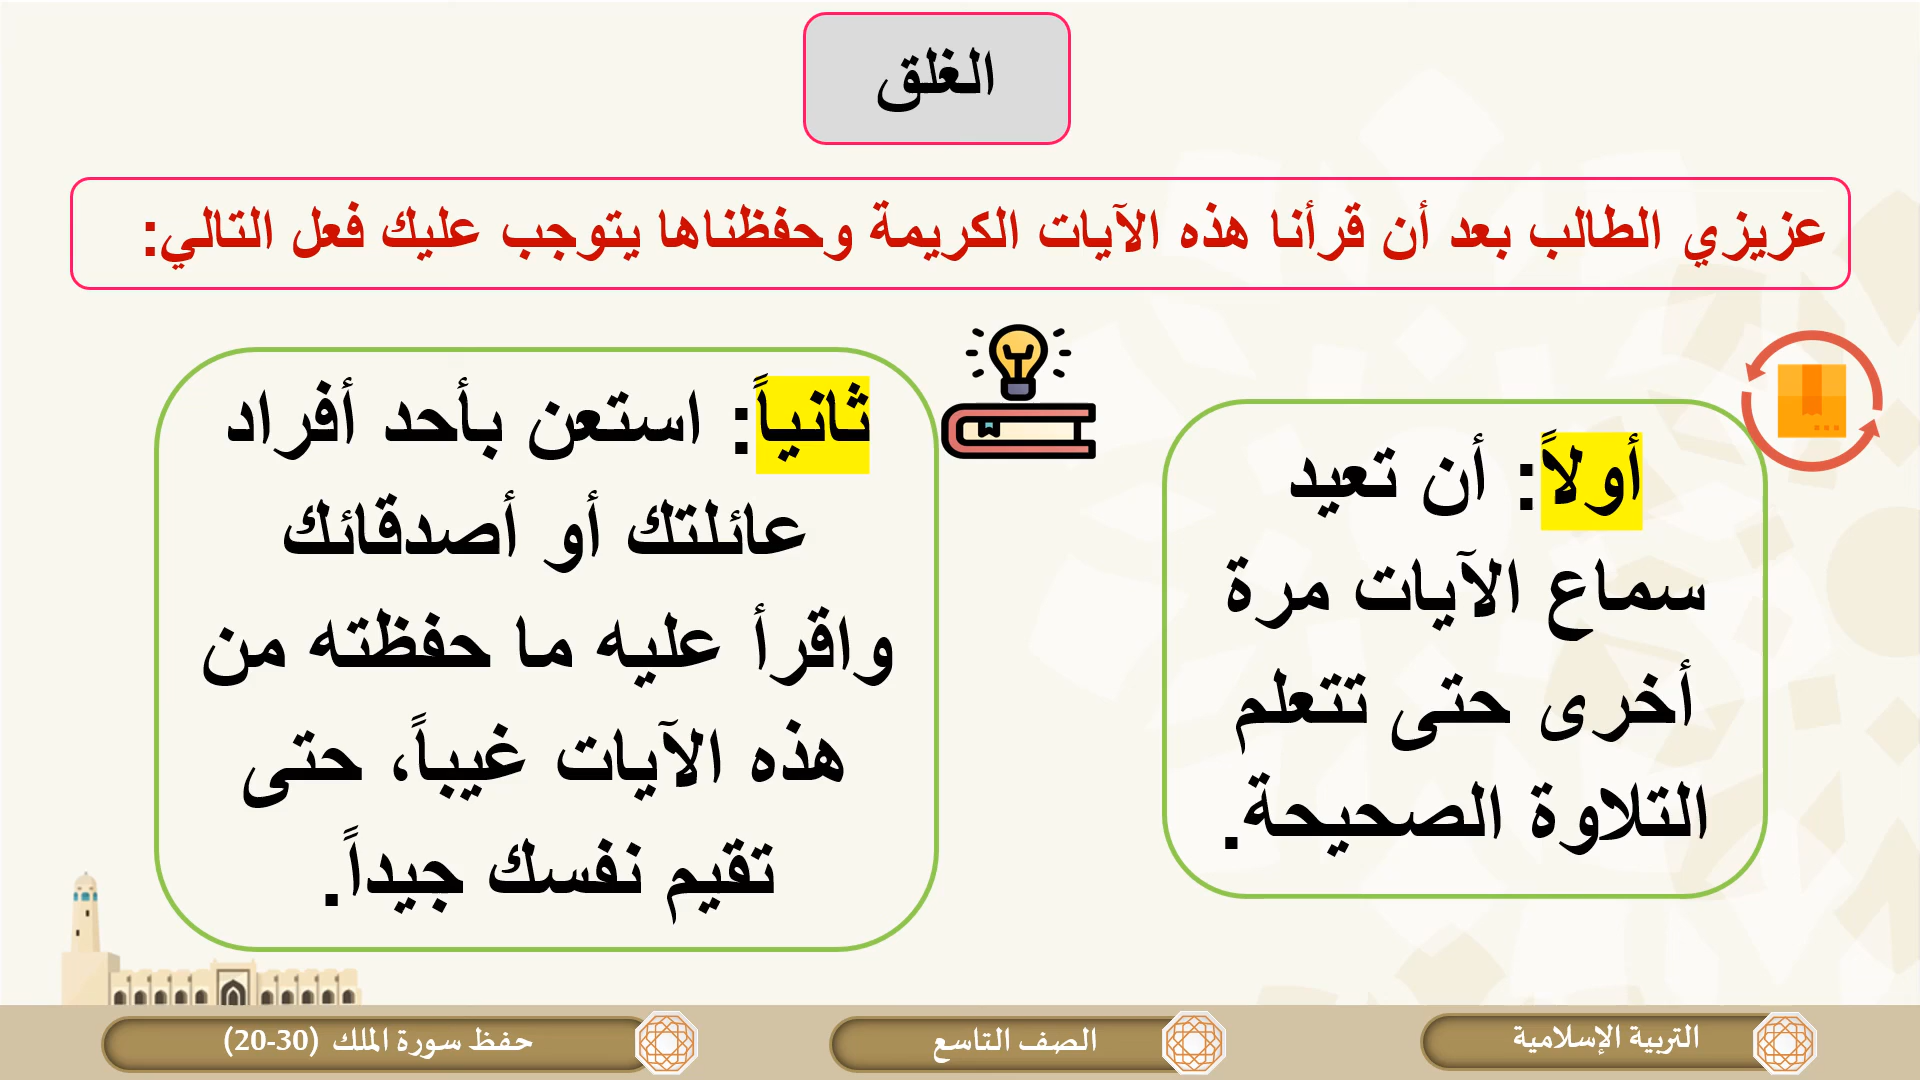 الغلق
عزيزي الطالب بعد أن قرأنا هذه الآيات الكريمة وحفظناها يتوجب عليك فعل التالي:
أولاً: أن تعيد
سماع الآيات مرة
أخرى حتى تتعلم
التلاوة الصحيحة.
ثانياً: استعن بأحد أفراد
عائلتك أو أصدقائك
واقرأ عليه ما حفظته من
هذه الآيات غيباً، حتى
تقيم نفسك جيداً.
التربية الإسلامية
الصف التاسع
حفظ سورة الملك (30-20)